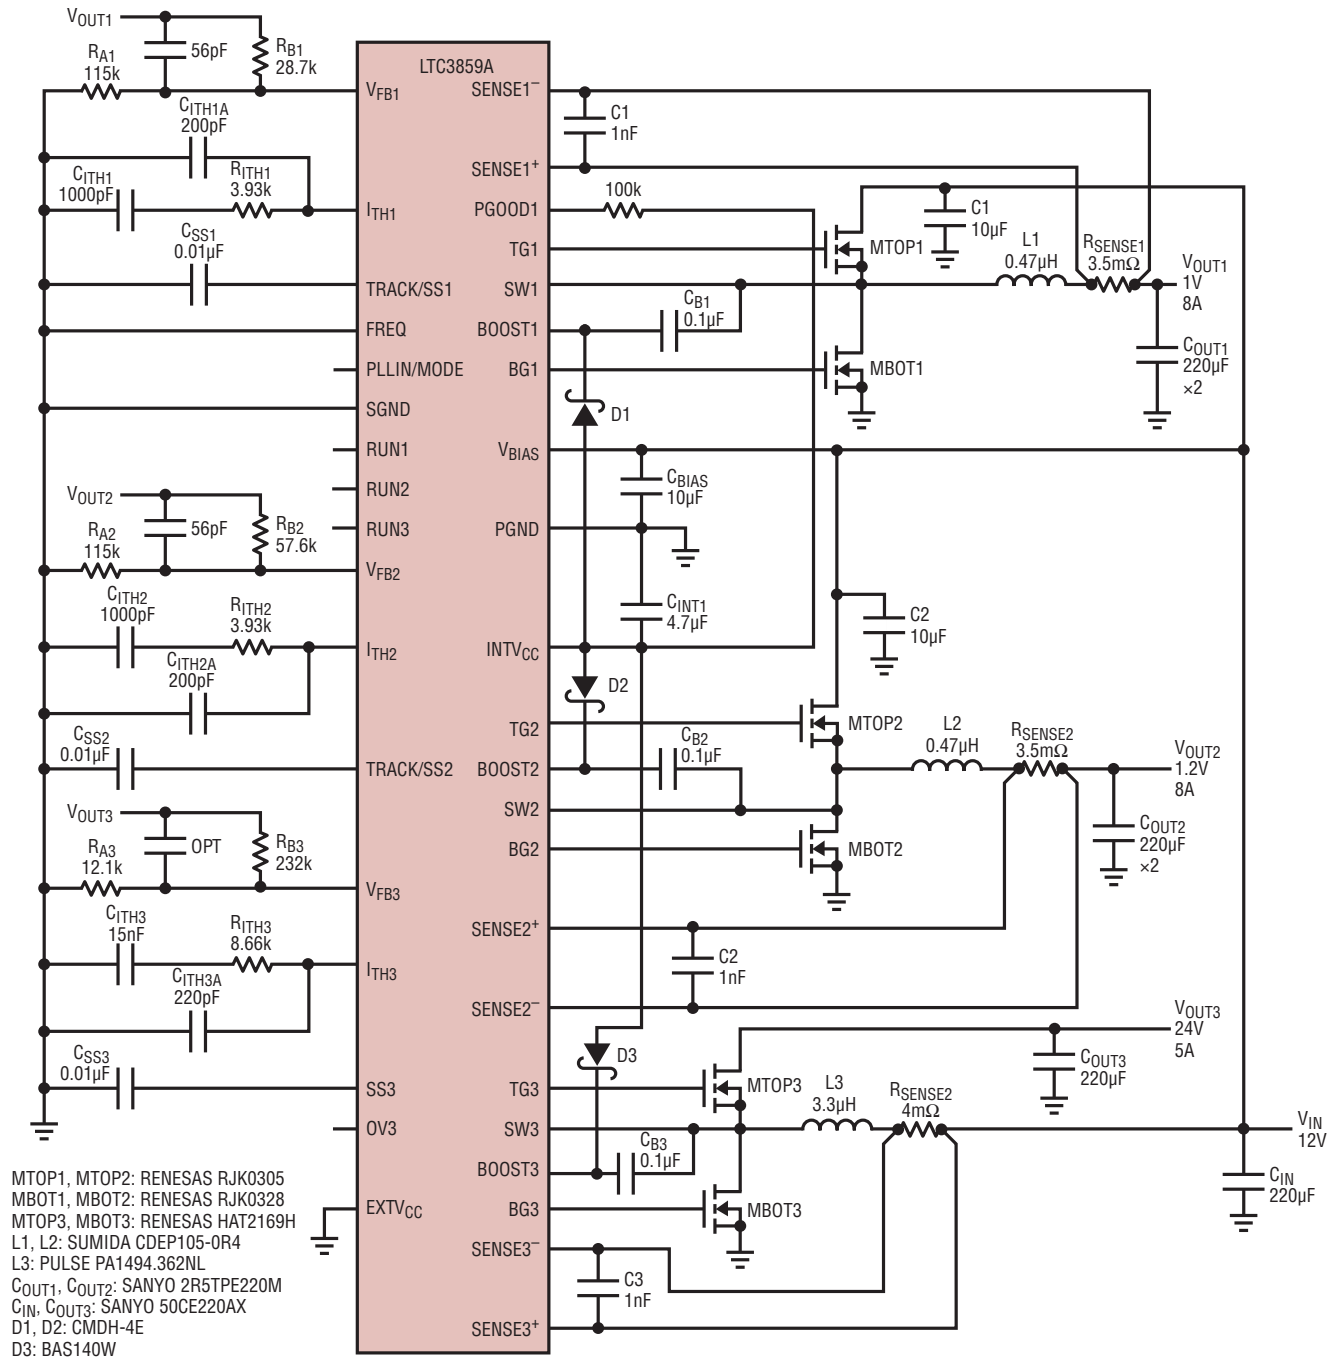 VOUT1
RA1
115k
56pF
RB1
28.7k
CITH1A
200pF
CITH1
1000pF
RITH1
3.93k
CSS1
0.01µF
VOUT2
RA2
115k
56pF
RB2
57.6k
CITH2
1000pF
RITH2
3.93k
CITH2A
200pF
CSS2
0.01µF
VOUT3
RA3
12.1k
OPT
RB3
232k
CITH3
15nF
RITH3
8.66k
CITH3A
220pF
CSS3
0.01µF
LTC3859A
VFB1
ITH1
TRACK/SS1
FREQ
PLLIN/MODE
SGND
RUN1
RUN2
RUN3
VFB2
ITH2
TRACK/SS2
VFB3
ITH3
SS3
OV3
EXTVCC
SENSE1–
SENSE1+
PGOOD1
TG1
SW1
BOOST1
BG1
VBIAS
PGND
INTVCC
TG2
BOOST2
SW2
BG2
SENSE2+
SENSE2–
TG3
SW3
BOOST3
BG3
SENSE3–
SENSE3+
C1
1nF
100k
MTOP1
C1
10µF
L1
0.47µH
RSENSE1
3.5mΩ
VOUT1
1V
8A
CB1
0.1µF
MBOT1
COUT1
220µF
×2
D1
CBIAS
10µF
CINT1
4.7µF
C2
10µF
D2
MTOP2
L2
0.47µH
RSENSE2
3.5mΩ
VOUT2
1.2V
8A
CB2
0.1µF
MBOT2
COUT2
220µF
×2
C2
1nF
VOUT3
24V
5A
D3
MTOP3
L3
3.3µH
RSENSE2
4mΩ
COUT3
220µF
CB3
0.1µF
MBOT3
VIN
12V
CIN
220µF
C3
1nF
MTOP1, MTOP2: RENESAS RJK0305
MBOT1, MBOT2: RENESAS RJK0328
MTOP3, MBOT3: RENESAS HAT2169H
L1, L2: SUMIDA CDEP105-0R4
L3: PULSE PA1494.362NL
COUT1, COUT2: SANYO 2R5TPE220M
CIN, COUT3: SANYO 50CE220AX
D1, D2: CMDH-4E
D3: BAS140W